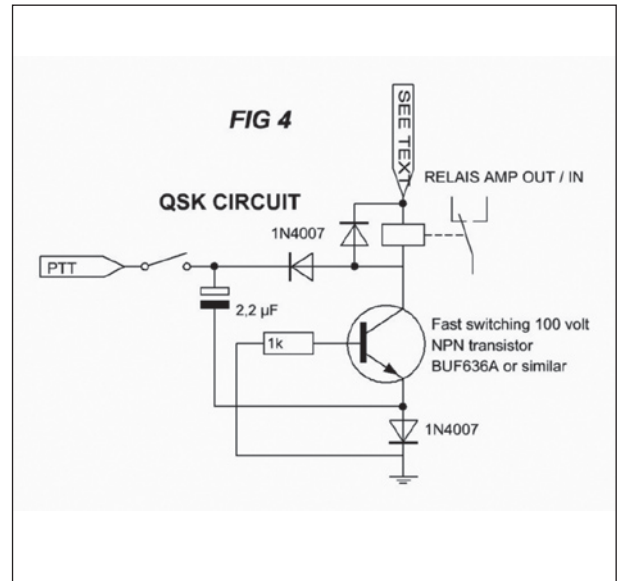 FIG 4
SEE TEXT
RELAIS AMP OUT / IN
QSK CIRCUIT
1N4007
PTT
2,2 µF
1k
Fast switching 100 volt
NPN transistor
BUF636A or similar
1N4007